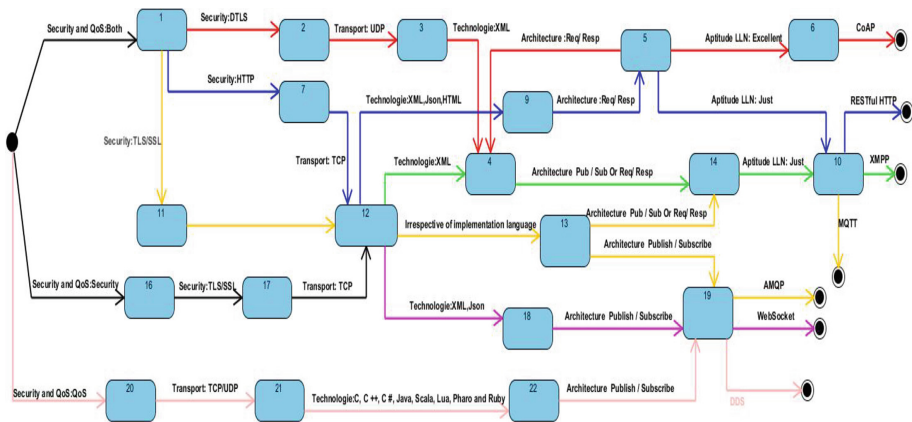 Security and QoS:Both
1
Security:DTLS
2
Transport: UDP
3
Technologie:XML
Architecture :Req/ Resp
5
Aptitude LLN: Excellent
6
CoAP
Security:HTTP
7
Technologie:XML,Json,HTML
9
Architecture :Req/ Resp
Aptitude LLN: Just
RESTful HTTP
Security:TLS/SSL
Transport: TCP
Technologie:XML
4
Architecture Pub / Sub Or Req/ Resp
14
Aptitude LLN: Just
10
XMPP
11
12
Irrespective of implementation language
13
Architecture Pub / Sub Or Req/ Resp
MQTT
Architecture Publish / Subscribe
Security and QoS:Security
16
Security:TLS/SSL
17
Transport: TCP
Technologie:XML,Json
18
Architecture Publish / Subscribe
19
AMQP
WebSocket
Security and QoS:QoS
20
Transport: TCP/UDP
21
Technologie:C, C ++, C #, Java, Scala, Lua, Pharo and Ruby
22
Architecture Publish / Subscribe
DDS